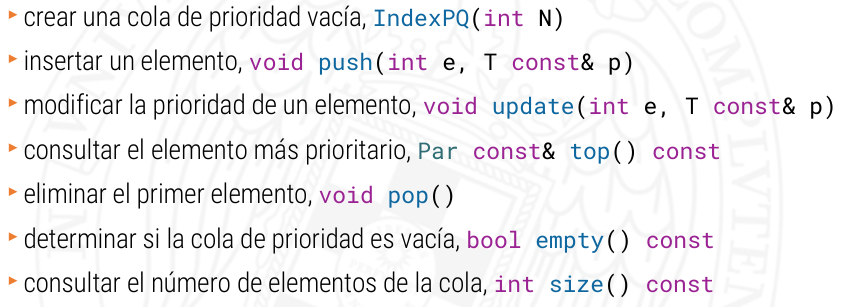 ▸ crear una cola de prioridad vacía, IndexPQ(int N)
▸ insertar un elemento, void push(int e, T const& p)
▸ modificar la prioridad de un elemento, void update(int e, T const& p)
▸ consultar el elemento más prioritario, Par const& top() const
▸ eliminar el primer elemento, void pop()
▸ determinar si la cola de prioridad es vacía, bool empty() const
▸ consultar el número de elementos de la cola, int size() const